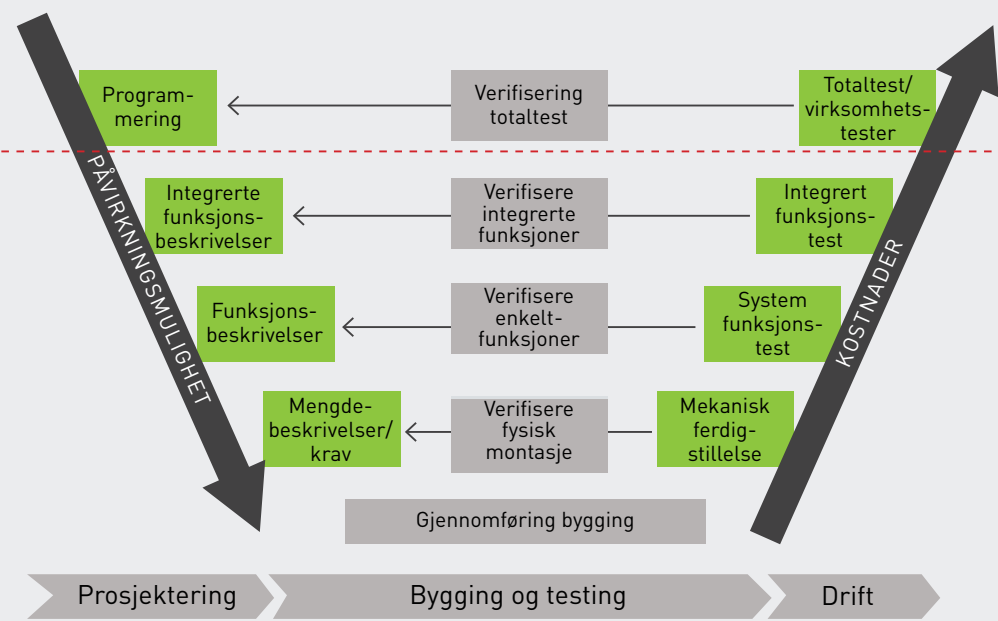 Program-
mering
Verifisering
totaltest
Totaltest/
virksomhets-
tester
PÅVIRKNINGSMULIGHET
Integrerte
funksjons-
beskrivelser
Verifisere
integrerte
funksjoner
Integrert
funksjons-
test
KOSTNADER
Funksjons-
beskrivelser
Verifisere
enkelt-
funksjoner
System
funksjons-
test
Mengde-
beskrivelser/
krav
Verifisere
fysisk
montasje
Mekanisk
ferdig-
stillelse
Gjennomføring bygging
Prosjektering
Bygging og testing
Drift